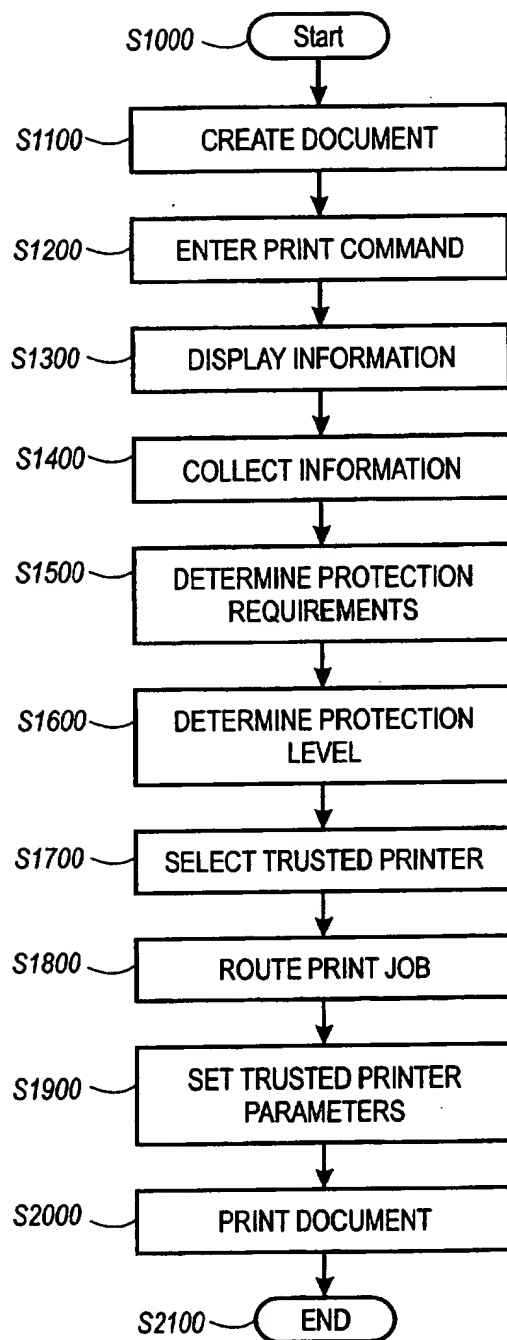 S1000 Start
S1100 CREATE DOCUMENT
S1200 ENTER PRINT COMMAND
S1300 DISPLAY INFORMATION
S1400 COLLECT INFORMATION
S1500 DETERMINE PROTECTION
REQUIREMENTS
S1600 DETERMINE PROTECTION
LEVEL
S1700 SELECT TRUSTED PRINTER
S1800 ROUTE PRINT JOB
S1900 SET TRUSTED PRINTER
PARAMETERS
S2000 PRINT DOCUMENT
S2100 END